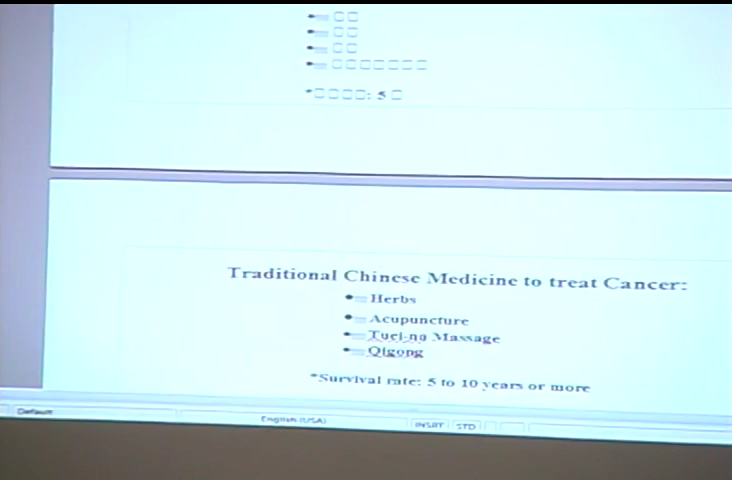 □□
□□
□□
□□□□□□□
*□□□□: 5 □
Traditional Chinese Medicine to treat Cancer:
Herbs
Acupuncture
Tuei-na Massage
Qigong
*Survival rate: 5 to 10 years or more
Default English (USA) INSRT STD